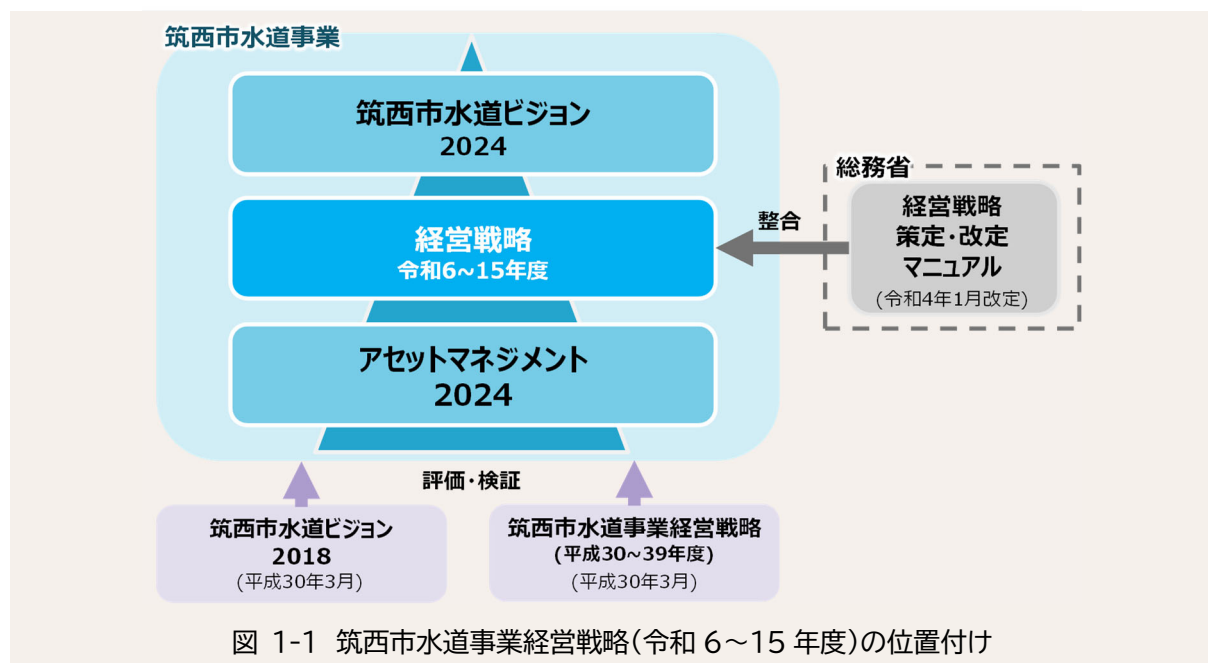 筑西市水道事業
筑西市水道ビジョン
2024
経営戦略
令和6~15年度
アセットマネジメント
2024
総務省
整合
経営戦略
策定・改定
マニュアル
(令和4年1月改定)
評価・検証
筑西市水道ビジョン
2018
(平成30年3月)
筑西市水道事業経営戦略
(平成30~39年度)
(平成30年3月)
図 1-1 筑西市水道事業経営戦略(令和 6～15 年度)の位置付け